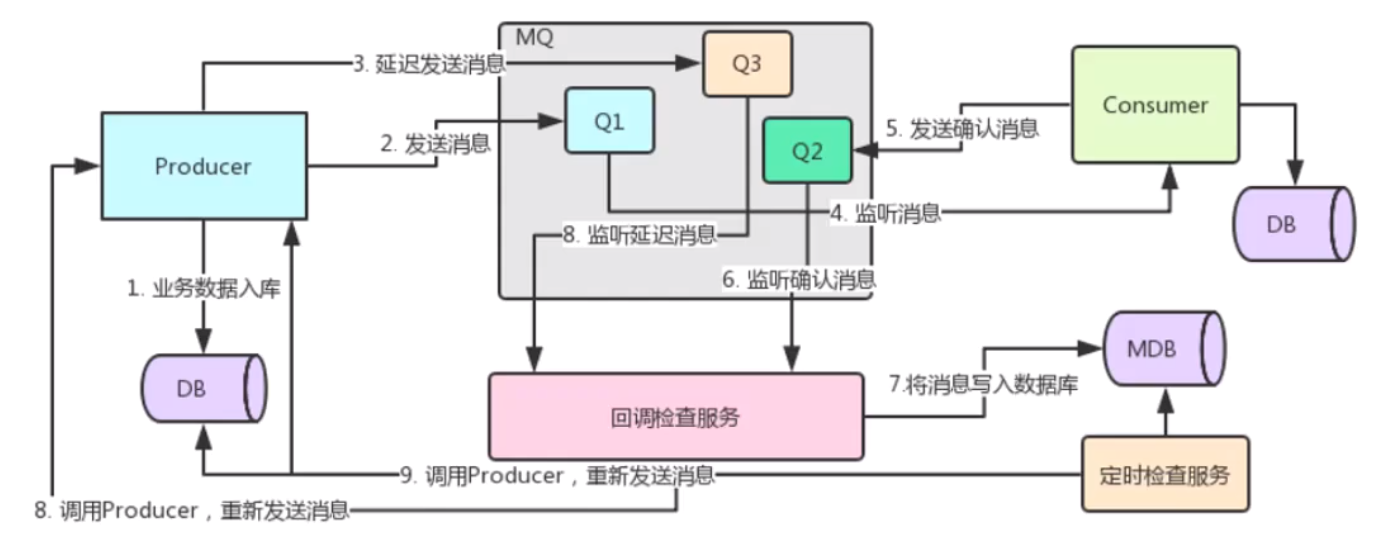 MQ
3. 延迟发送消息
Q3
Q1
2. 发送消息
Producer
Q2
5. 发送确认消息
Consumer
4. 监听消息
DB
8. 监听延迟消息
6. 监听确认消息
1. 业务数据入库
DB
MDB
7.将消息写入数据库
回调检查服务
9. 调用Producer，重新发送消息
定时检查服务
8. 调用Producer，重新发送消息